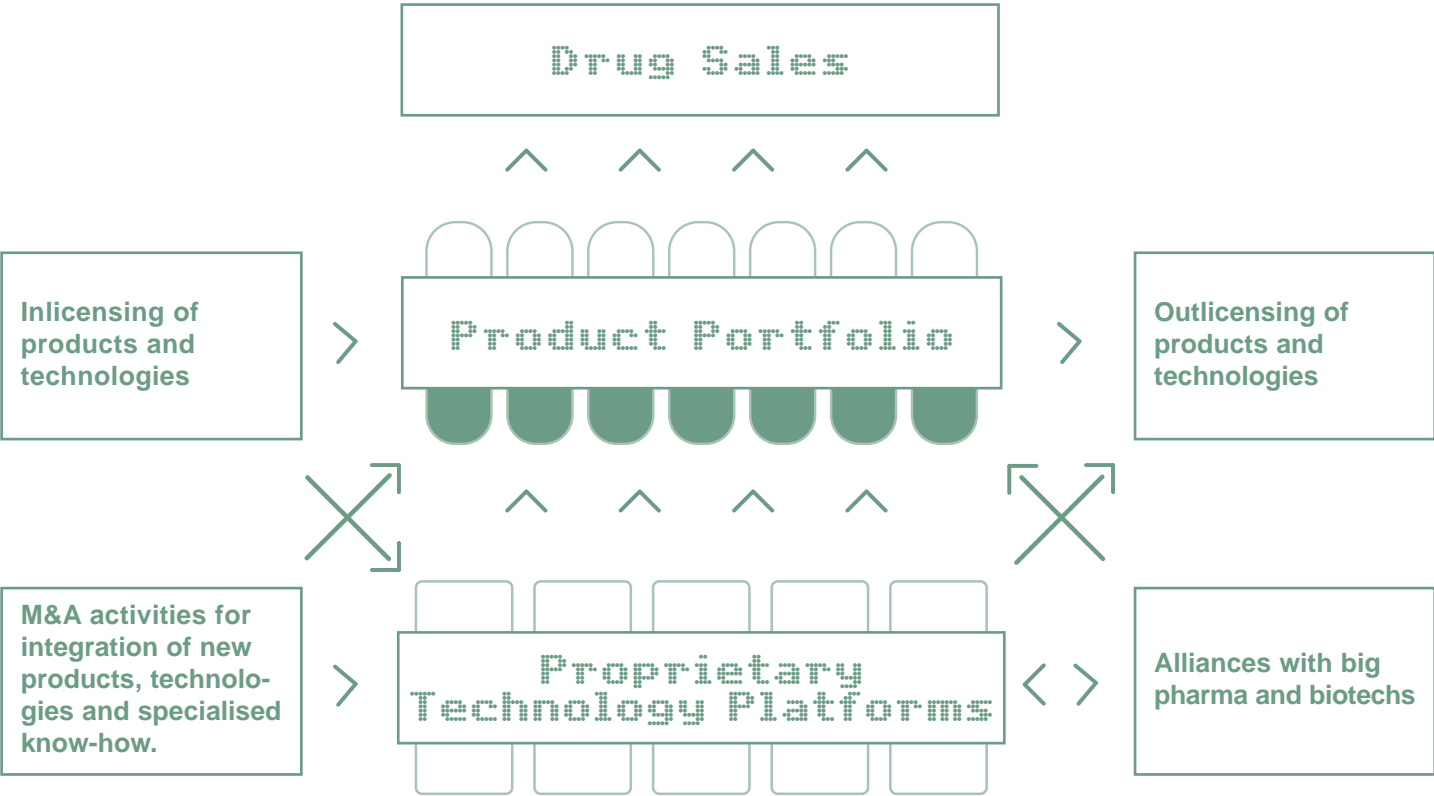 Drug Sales
Inlicensing of
products and
technologies
Product Portfolio
Outlicensing of
products and
technologies
M&A activities for
integration of new
products, technolo-
gies and specialised
know-how.
Proprietary
Technology Platforms
Alliances with big
pharma and biotechs